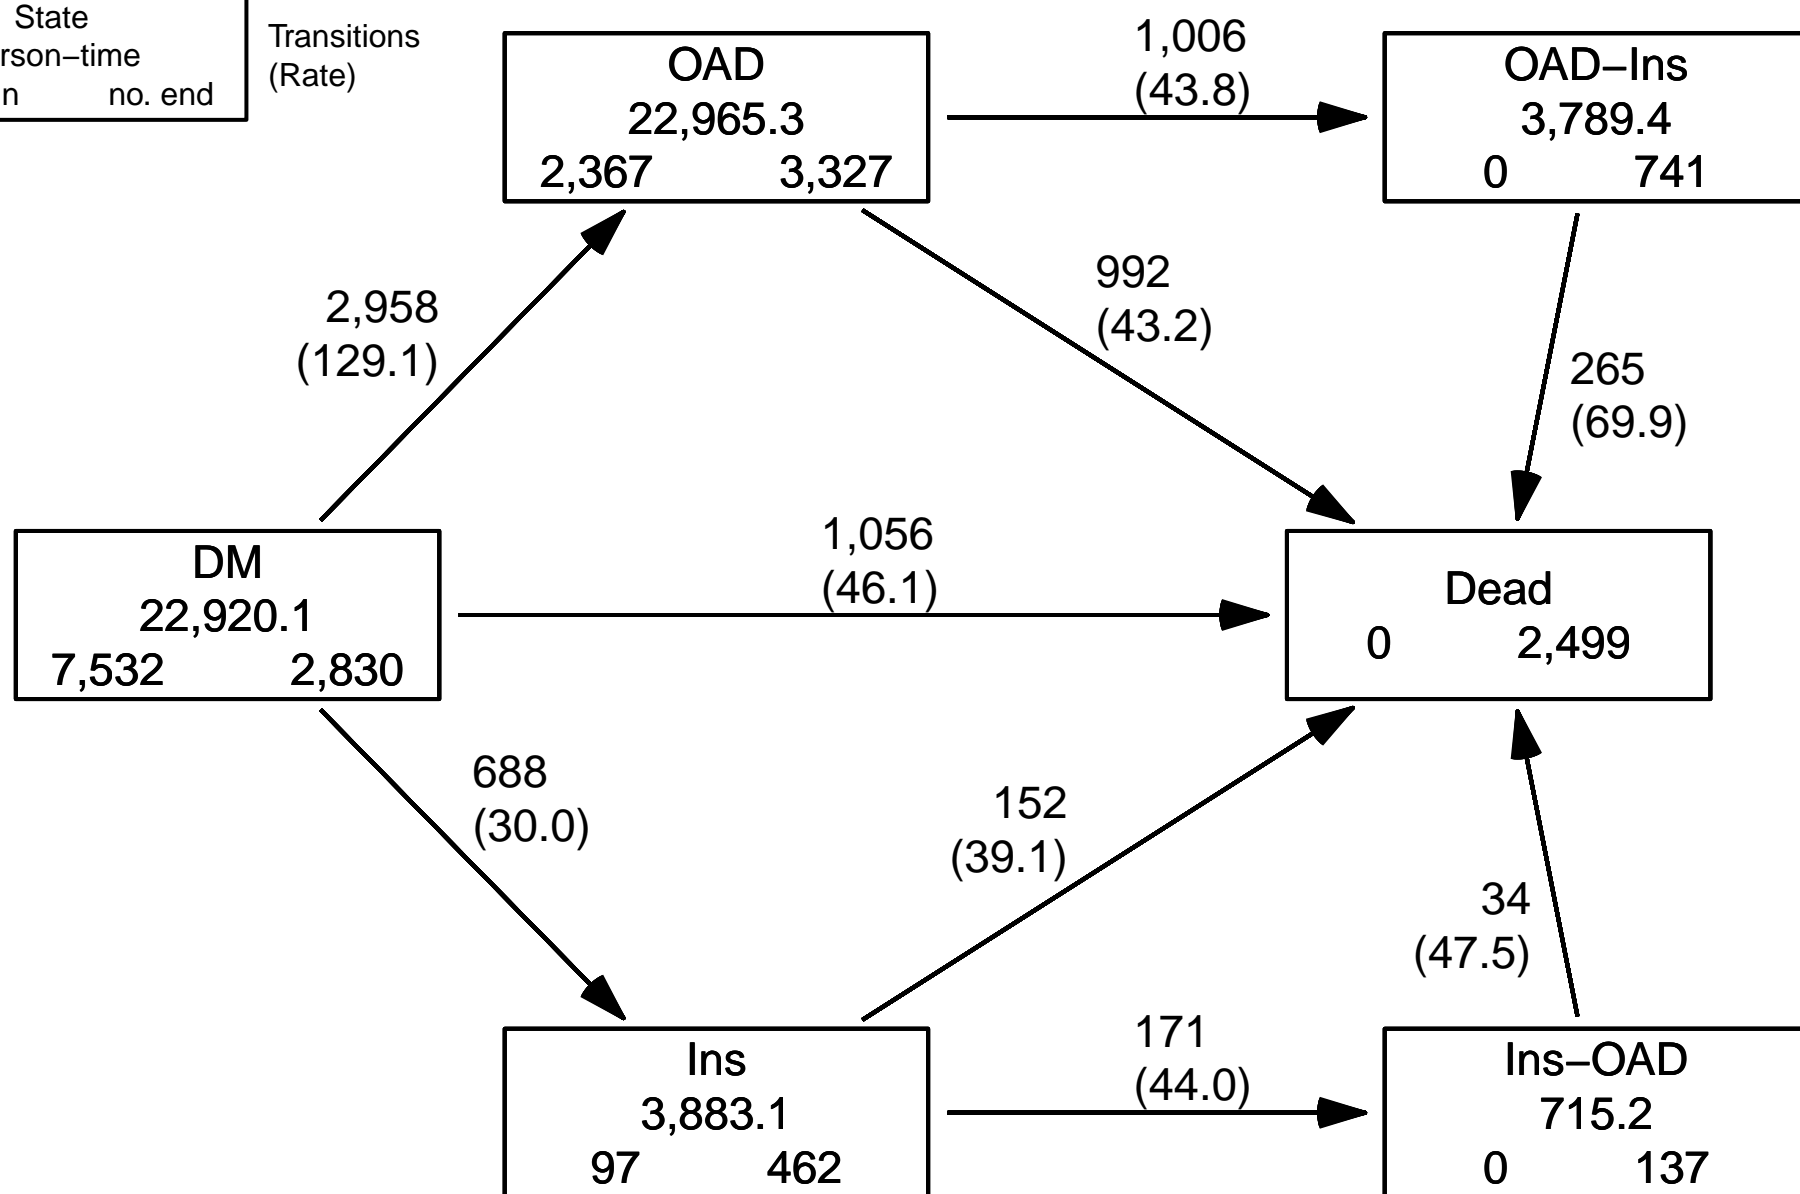 State
rson–time
n no. end
Transitions
(Rate)
OAD
22,965.3
2,367 3,327
1,006
(43.8)
OAD–Ins
3,789.4
0 741
2,958
(129.1)
992
(43.2)
265
(69.9)
DM
22,920.1
7,532 2,830
1,056
(46.1)
Dead
0 2,499
688
(30.0)
152
(39.1)
34
(47.5)
Ins
3,883.1
97 462
171
(44.0)
Ins–OAD
715.2
0 137